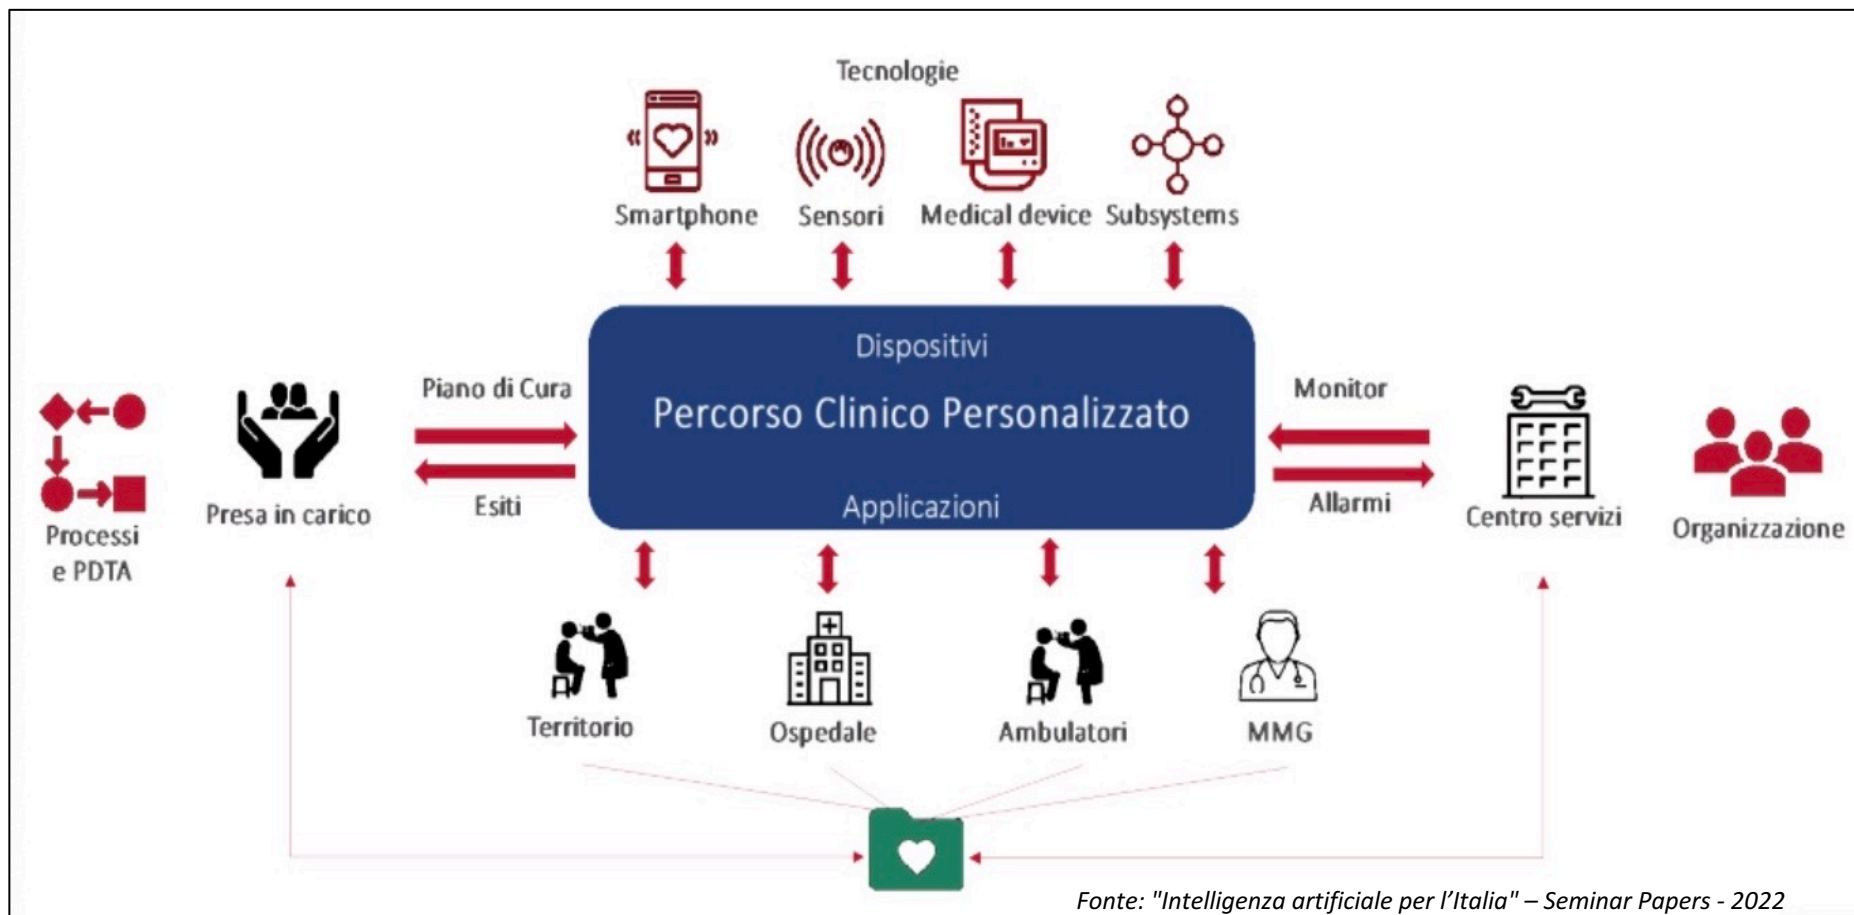 Tecnologie
Smartphone
Sensori
Medical device
Subsystems
Dispositivi
Percorso Clinico Personalizzato
Applicazioni
Piano di Cura
Esiti
Monitor
Allarmi
Processi
e PDTA
Presa in carico
Centro servizi
Organizzazione
Territorio
Ospedale
Ambulatori
MMG
Fonte: "Intelligenza artificiale per l’Italia" – Seminar Papers - 2022